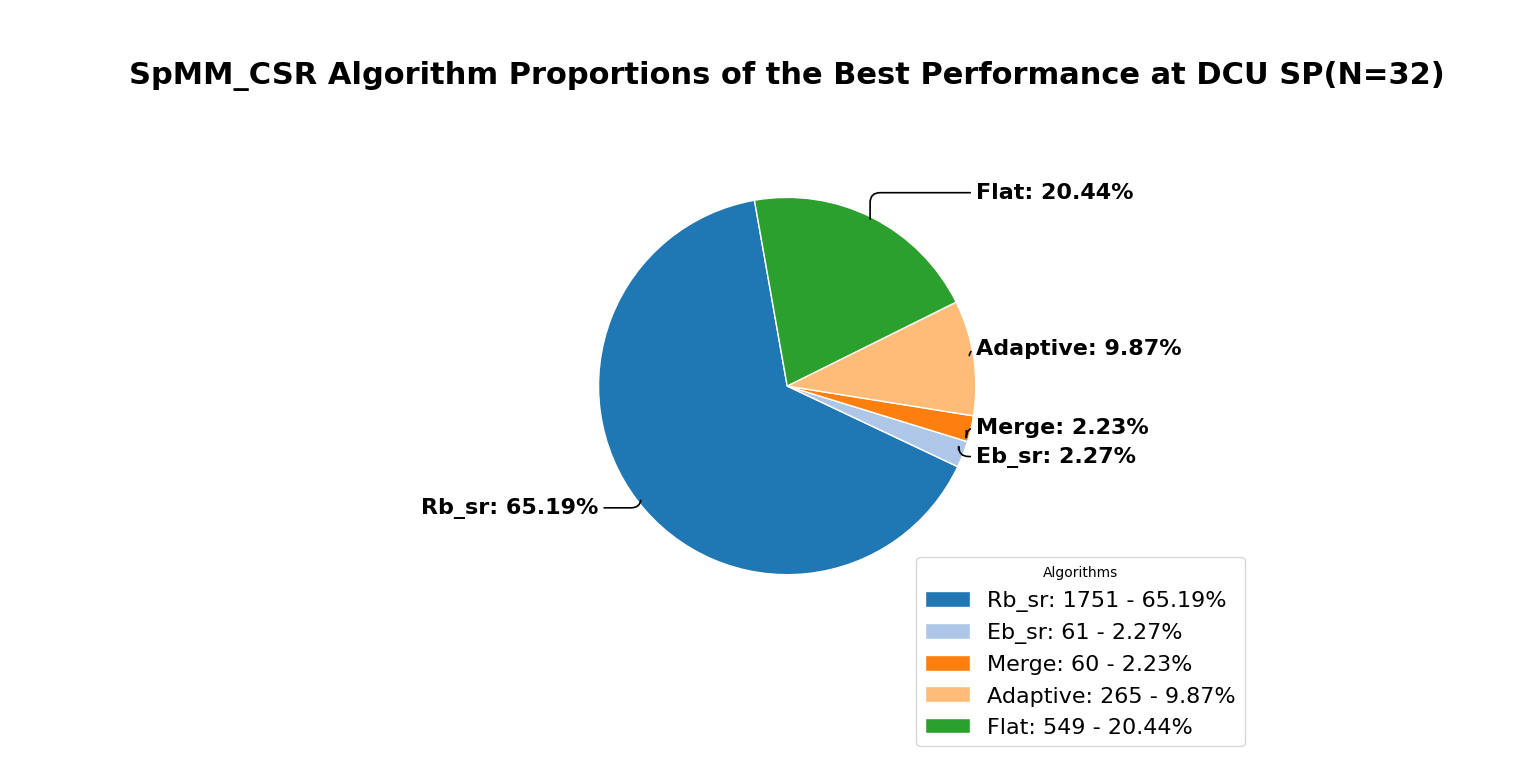 SpMM_CSR Algorithm Proportions of the Best Performance at DCU SP(N=32)
Flat: 20.44%
Adaptive: 9.87%
Merge: 2.23%
Eb_sr: 2.27%
Rb_sr: 65.19%
Algorithms
Rb_sr: 1751 - 65.19%
Eb_sr: 61 - 2.27%
Merge: 60 - 2.23%
Adaptive: 265 - 9.87%
Flat: 549 - 20.44%